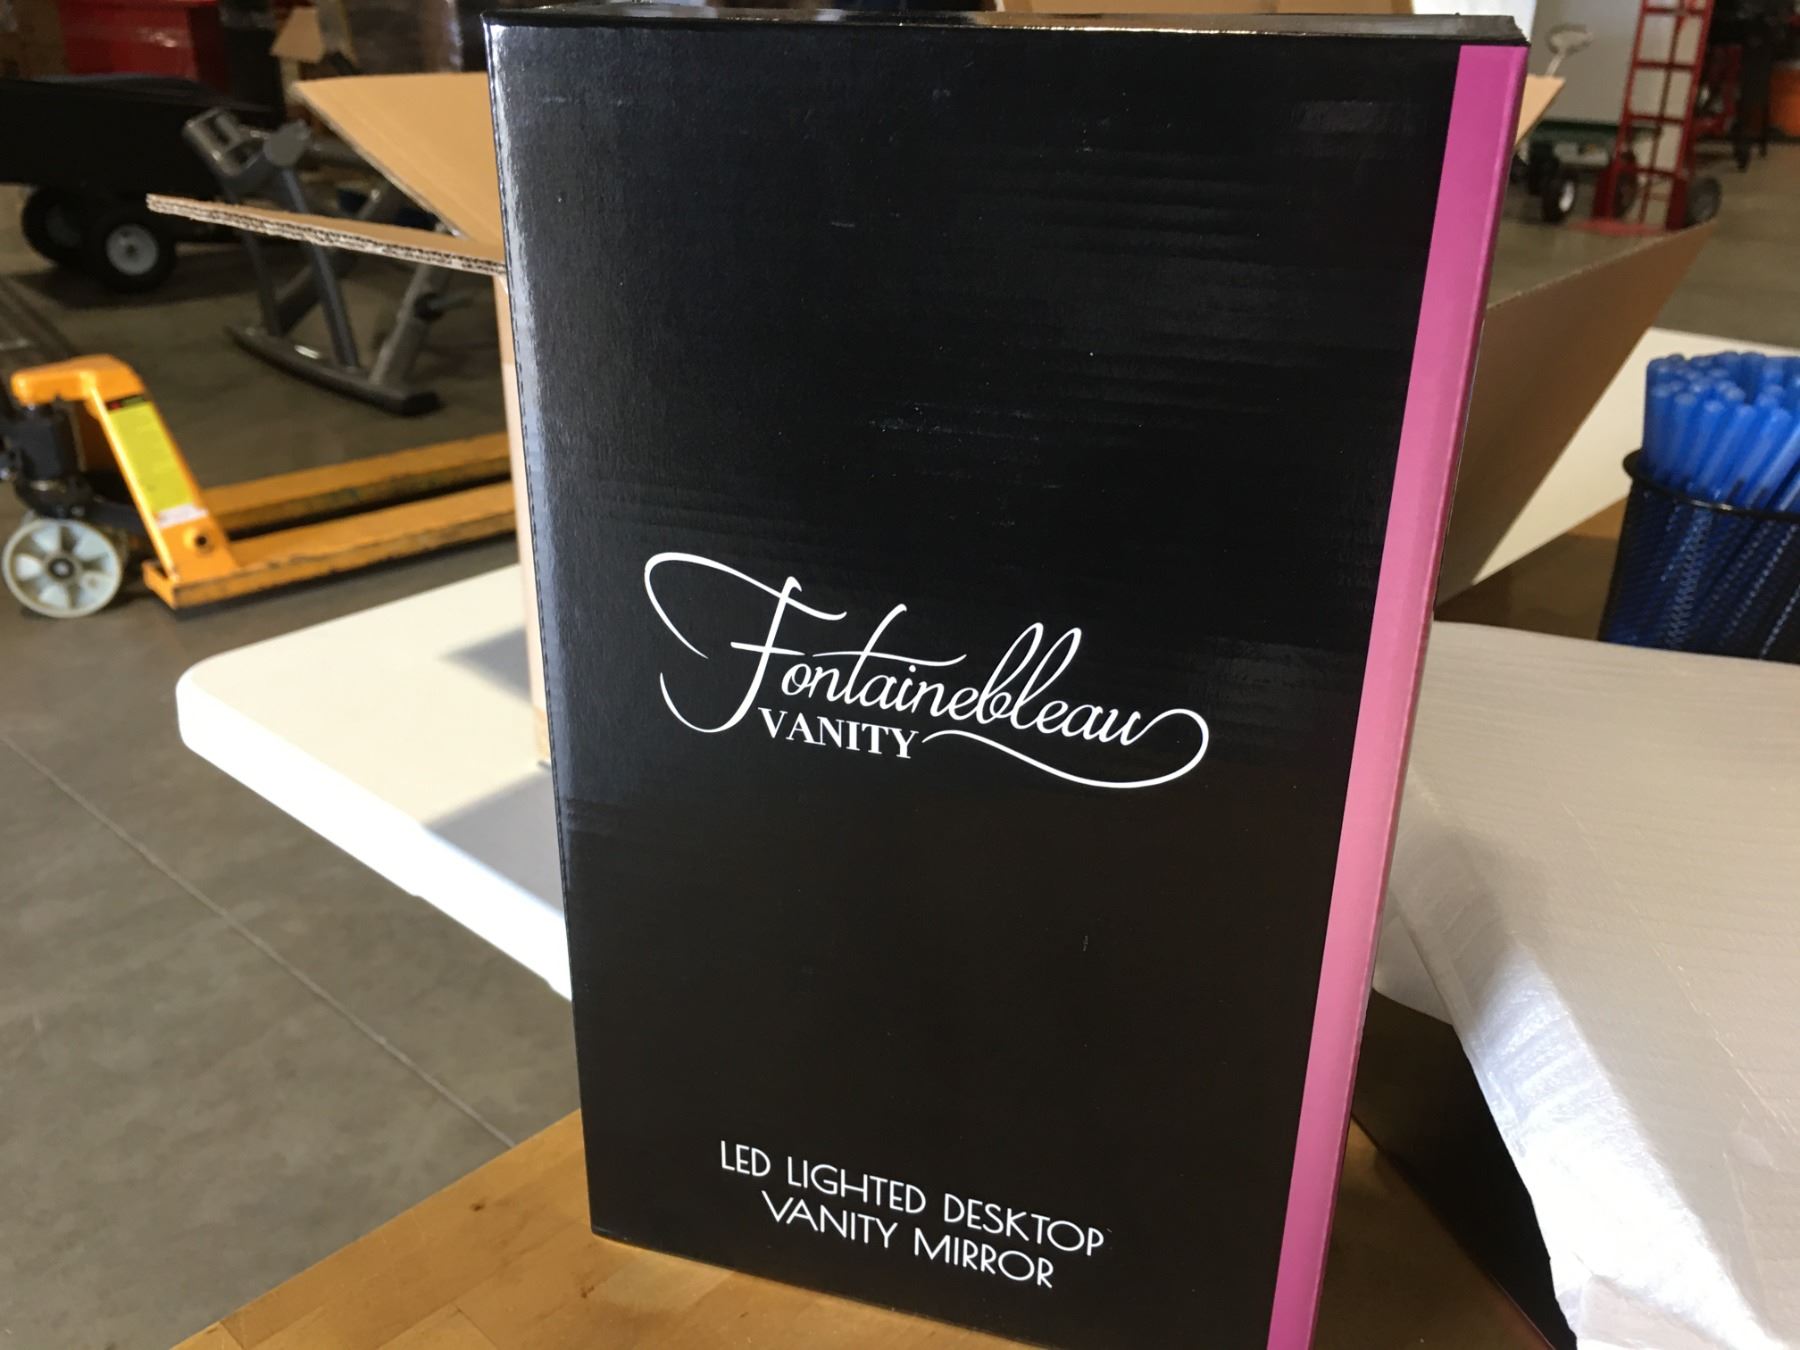 Fontainebleau
VANITY
LED LIGHTED DESKTOP
VANITY MIRROR